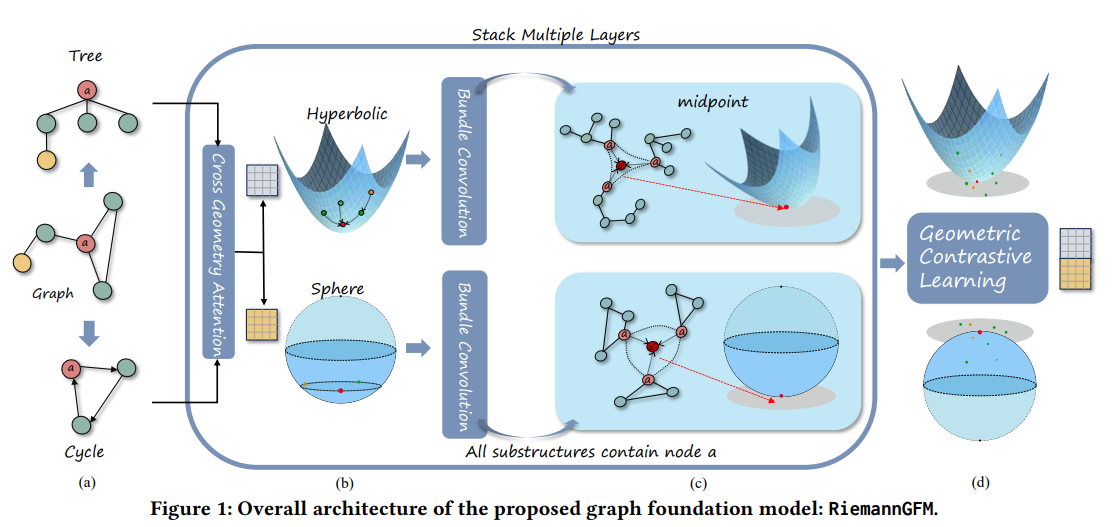 Stack Multiple Layers
Tree
a
Hyperbolic
midpoint
a
a
a
a
Graph
Cross Geometry Attention
Bundle Convolution
Geometric
Contrastive
Learning
Sphere
a
Cycle
Bundle Convolution
a
a
a
All substructures contain node a
(a)
(b)
(c)
(d)
Figure 1: Overall architecture of the proposed graph foundation model: RiemannGFM.